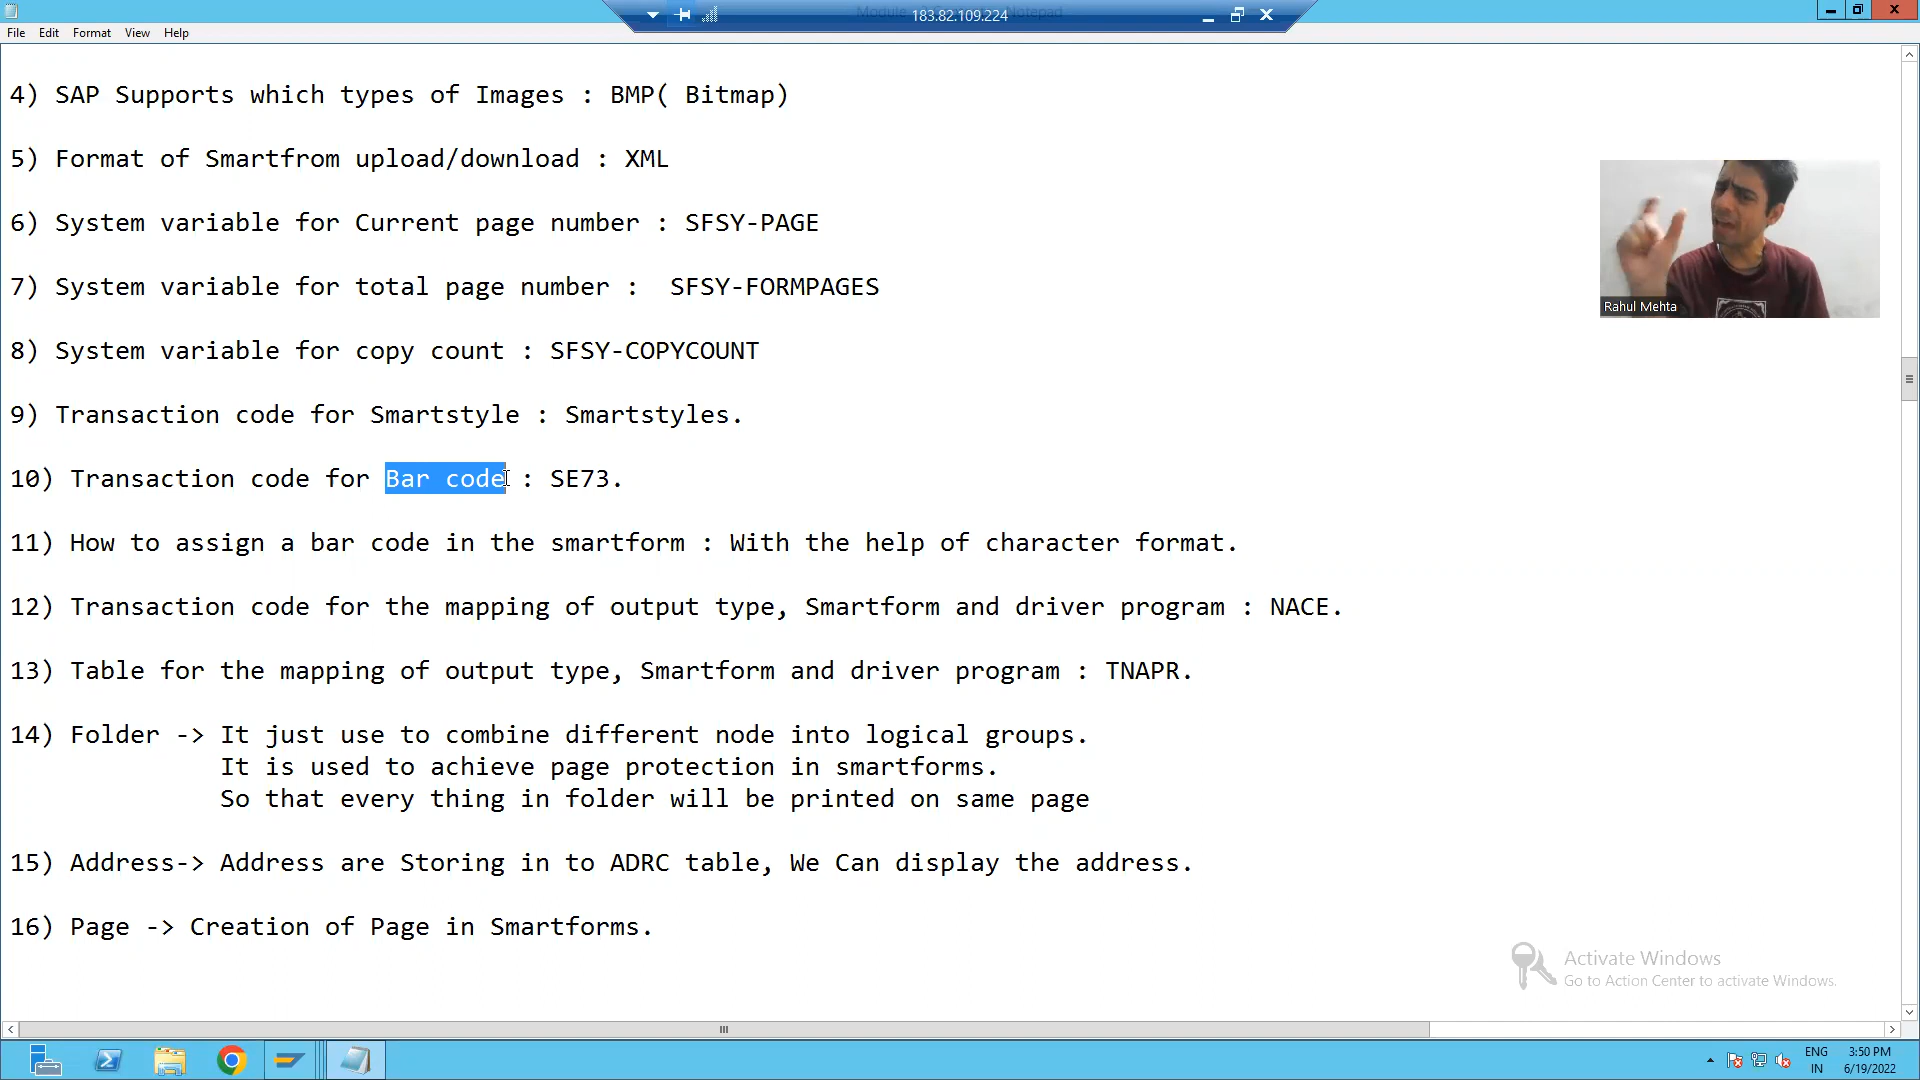 183.82.109.224
File Edit Format View Help
4) SAP Supports which types of Images : BMP( Bitmap)
5) Format of Smartfrom upload/download : XML
6) System variable for Current page number : SFSY-PAGE
7) System variable for total page number :  SFSY-FORMPAGES
8) System variable for copy count : SFSY-COPYCOUNT
9) Transaction code for Smartstyle : Smartstyles.
10) Transaction code for Bar code : SE73.
11) How to assign a bar code in the smartform : With the help of character format.
12) Transaction code for the mapping of output type, Smartform and driver program : NACE.
13) Table for the mapping of output type, Smartform and driver program : TNAPR.
14) Folder -> It just use to combine different node into logical groups.
It is used to achieve page protection in smartforms.
So that every thing in folder will be printed on same page
15) Address-> Address are Storing in to ADRC table, We Can display the address.
16) Page -> Creation of Page in Smartforms.
Rahul Mehta
Activate Windows
Go to Action Center to activate Windows.
ENG 3:50 PM
IN 6/19/2022